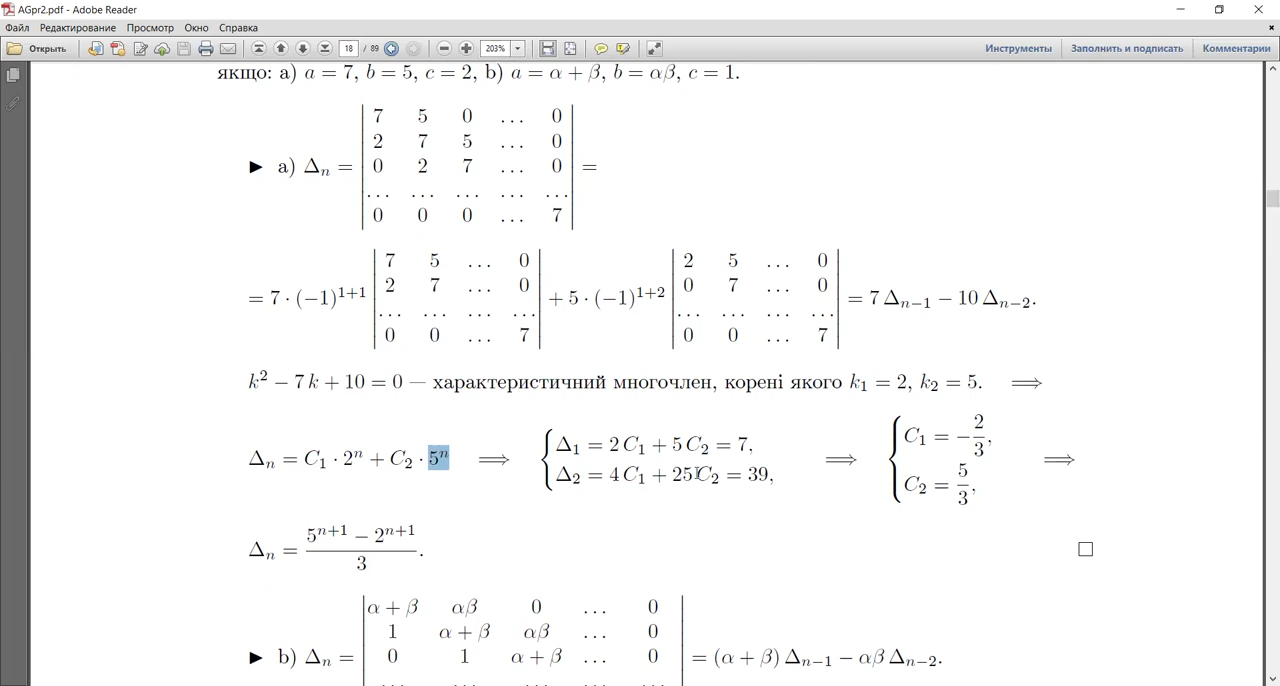 AGpr2.pdf - Adobe Reader
Файл Редактирование Просмотр Окно Справка
Открыть 18 / 89 203% Инструменты Заполнить и подписать Комментарии
якщо: a) a = 7, b = 5, c = 2, b) a = α + β, b = αβ, c = 1.
▶ a) Δₙ = | 7 5 0 … 0 | =
| 2 7 5 … 0 |
| 0 2 7 … 0 |
| … … … … … |
| 0 0 0 … 7 |
= 7 · (−1)¹⁺¹ | 7 5 … 0 | + 5 · (−1)¹⁺² | 2 5 … 0 | = 7 Δₙ₋₁ − 10 Δₙ₋₂.
| 2 7 … 0 | | 0 7 … 0 |
| … … … … | | … … … … |
| 0 0 … 7 | | 0 0 … 7 |
k² − 7 k + 10 = 0 — характеристичний многочлен, корені якого k₁ = 2, k₂ = 5. ⟹
Δₙ = C₁ · 2ⁿ + C₂ · 5ⁿ ⟹ { Δ₁ = 2 C₁ + 5 C₂ = 7, ⟹ { C₁ = −2/3, ⟹
Δ₂ = 4 C₁ + 25 C₂ = 39, C₂ = 5/3,
Δₙ = (5ⁿ⁺¹ − 2ⁿ⁺¹)/3. □
▶ b) Δₙ = | α + β αβ 0 … 0 | = (α + β) Δₙ₋₁ − αβ Δₙ₋₂.
| 1 α + β αβ … 0 |
| 0 1 α + β … 0 |
| … … … … … |